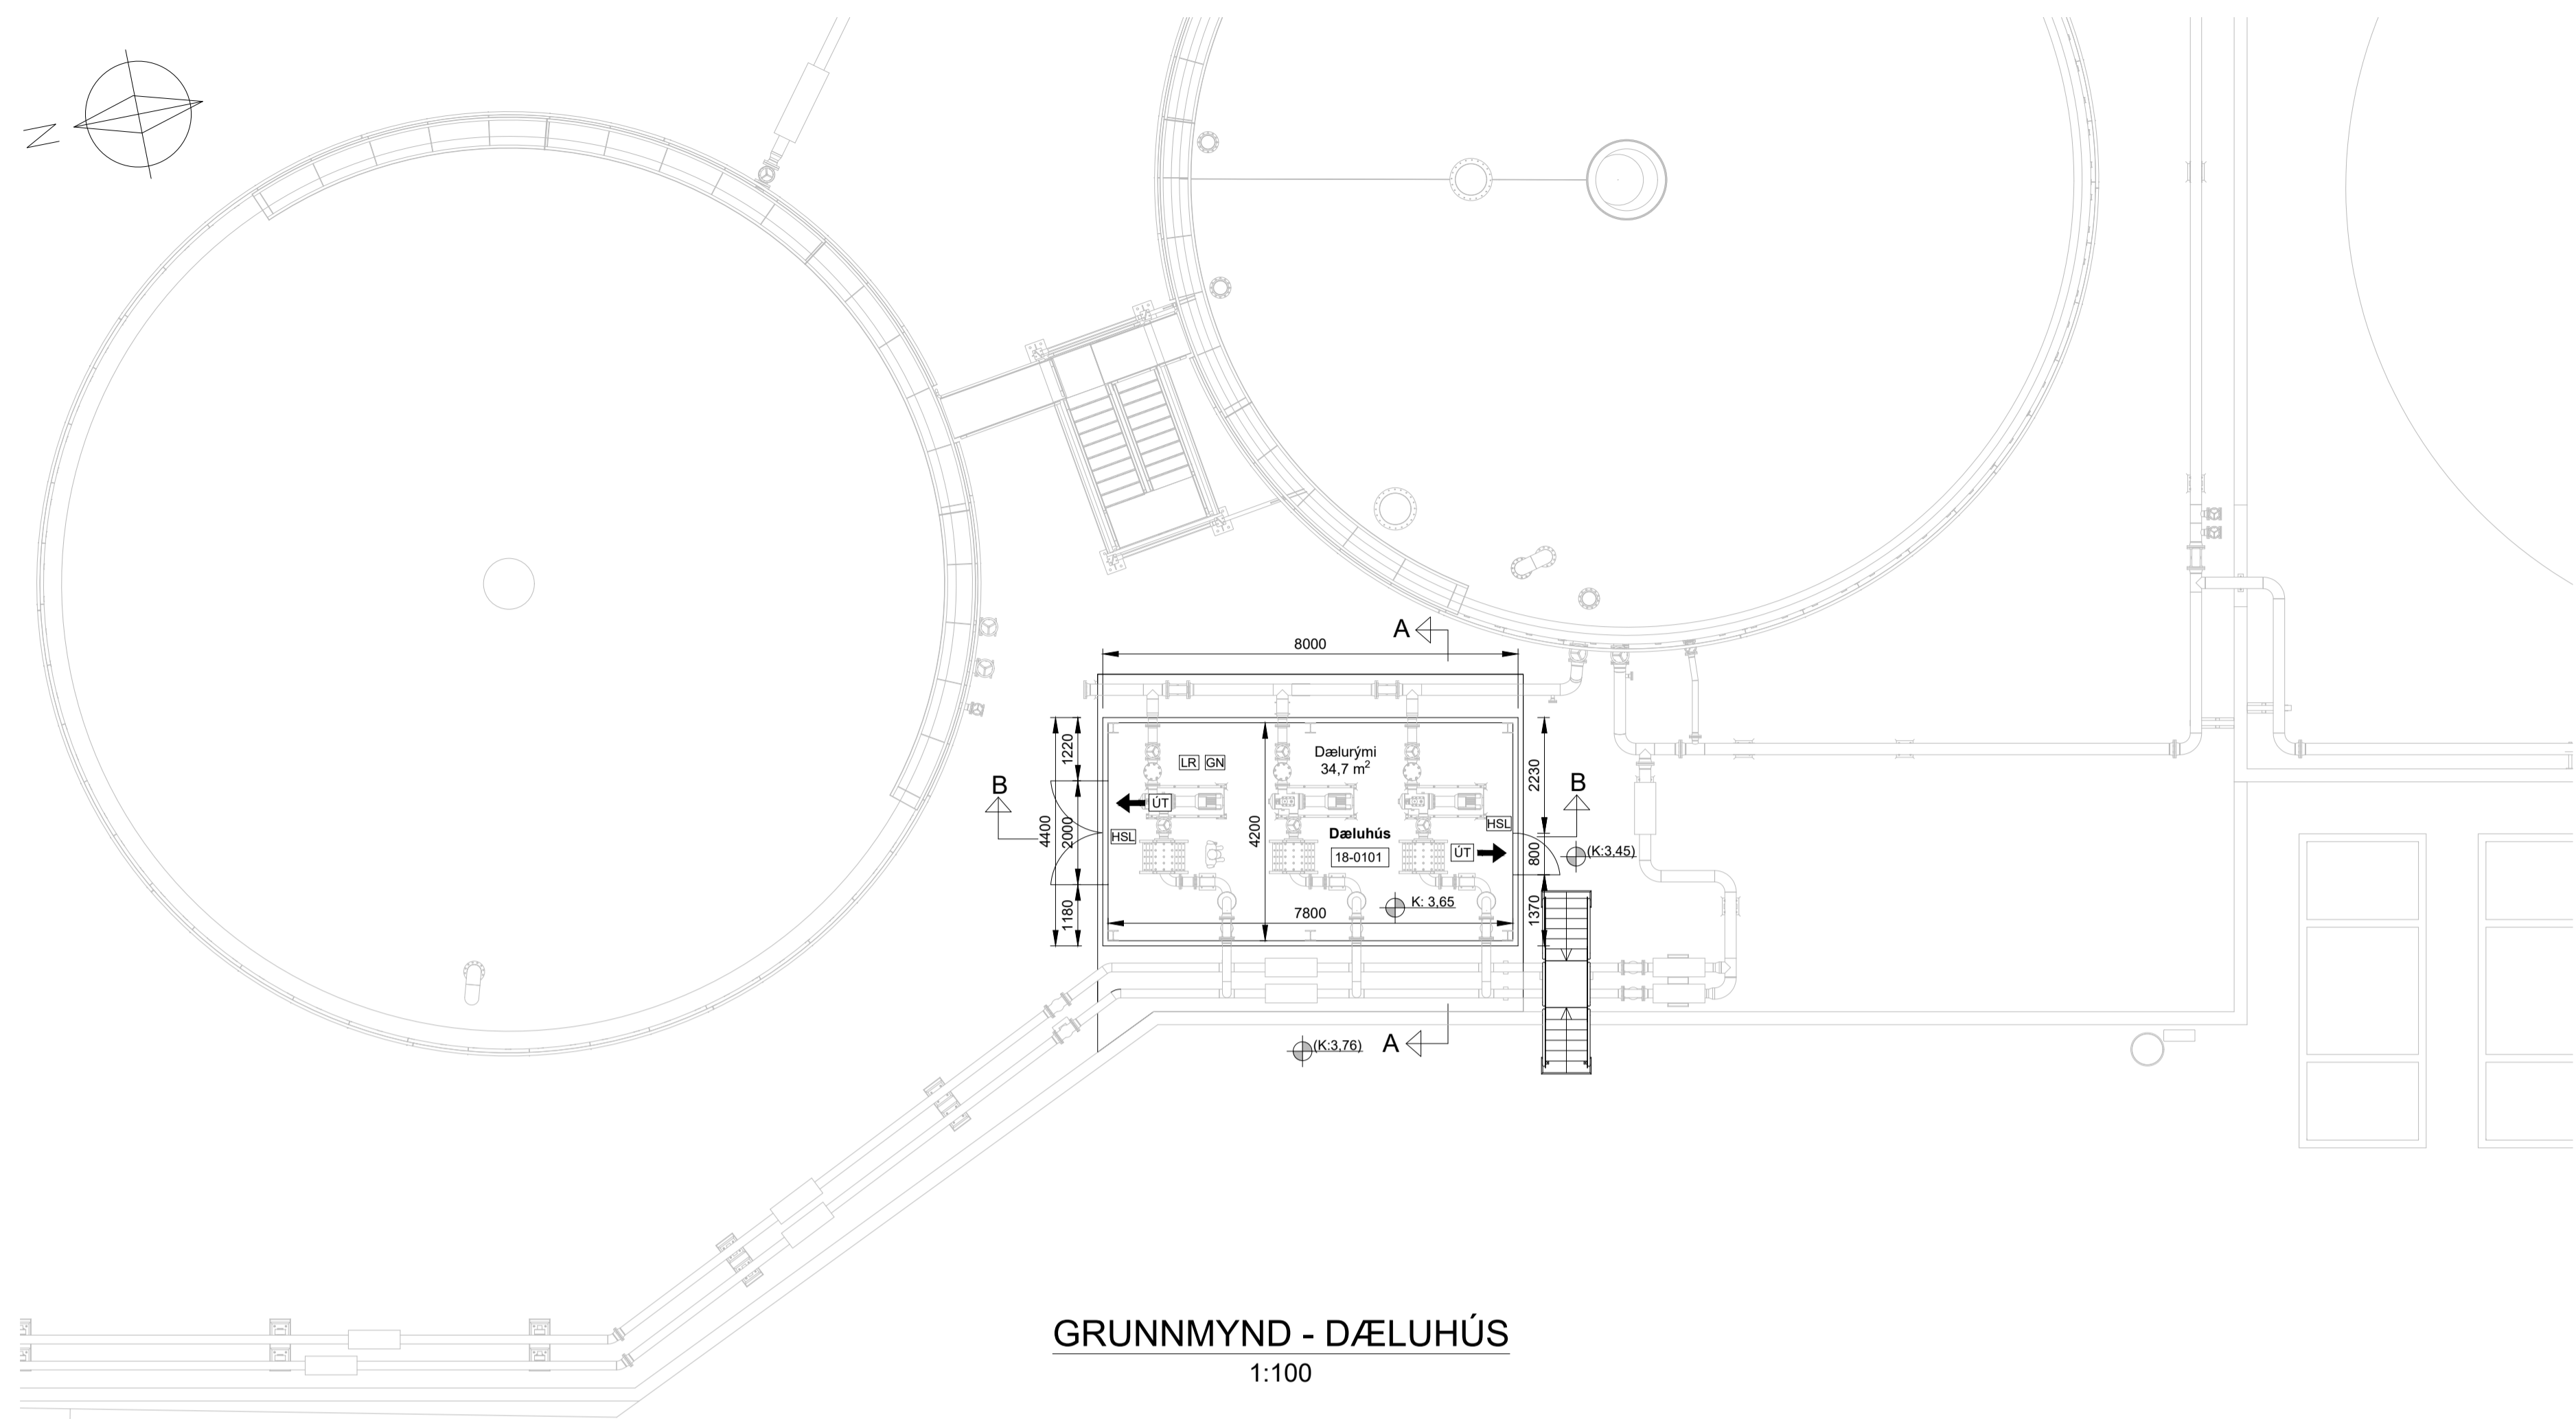 N
A
8000
1220
2000
1180
4400
4200
7800
2230
800
1370
B
B
LR GN
Dælurými
34,7 m²
ÚT
HSL
HSL
Dæluhús
18-0101
ÚT
(K:3,45)
K: 3,65
(K:3,76)
A
GRUNNMYND - DÆLUHÚS
1:100